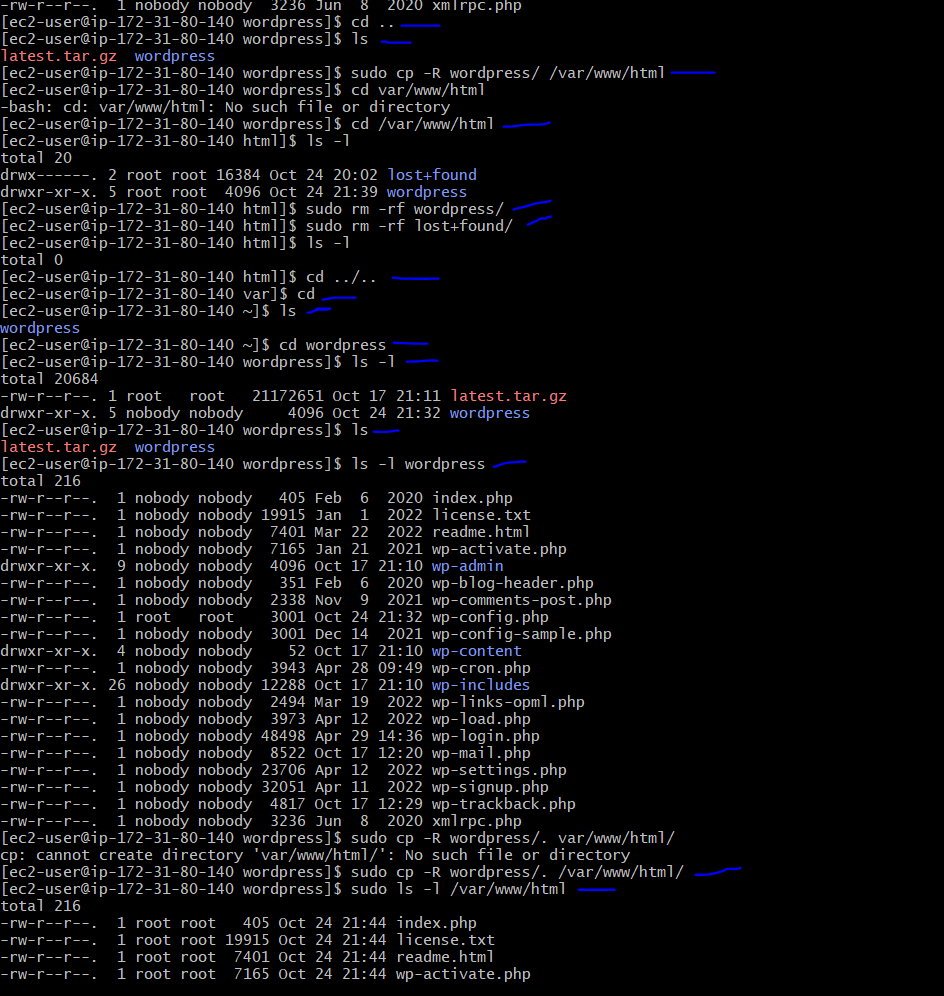 -rw-r--r--.  1 nobody nobody  3236 Jun  8  2020 xmlrpc.php
[ec2-user@ip-172-31-80-140 wordpress]$ cd ..
[ec2-user@ip-172-31-80-140 wordpress]$ ls
latest.tar.gz  wordpress
[ec2-user@ip-172-31-80-140 wordpress]$ sudo cp -R wordpress/ /var/www/html
[ec2-user@ip-172-31-80-140 wordpress]$ cd var/www/html
-bash: cd: var/www/html: No such file or directory
[ec2-user@ip-172-31-80-140 wordpress]$ cd /var/www/html
[ec2-user@ip-172-31-80-140 html]$ ls -l
total 20
drwx------. 2 root root 16384 Oct 24 20:02 lost+found
drwxr-xr-x. 5 root root  4096 Oct 24 21:39 wordpress
[ec2-user@ip-172-31-80-140 html]$ sudo rm -rf wordpress/
[ec2-user@ip-172-31-80-140 html]$ sudo rm -rf lost+found/
[ec2-user@ip-172-31-80-140 html]$ ls -l
total 0
[ec2-user@ip-172-31-80-140 html]$ cd ../..
[ec2-user@ip-172-31-80-140 var]$ cd
[ec2-user@ip-172-31-80-140 ~]$ ls
wordpress
[ec2-user@ip-172-31-80-140 ~]$ cd wordpress
[ec2-user@ip-172-31-80-140 wordpress]$ ls -l
total 20684
-rw-r--r--. 1 root   root   21172651 Oct 17 21:11 latest.tar.gz
drwxr-xr-x. 5 nobody nobody     4096 Oct 24 21:32 wordpress
[ec2-user@ip-172-31-80-140 wordpress]$ ls
latest.tar.gz  wordpress
[ec2-user@ip-172-31-80-140 wordpress]$ ls -l wordpress
total 216
-rw-r--r--.  1 nobody nobody   405 Feb  6  2020 index.php
-rw-r--r--.  1 nobody nobody 19915 Jan  1  2022 license.txt
-rw-r--r--.  1 nobody nobody  7401 Mar 22  2022 readme.html
-rw-r--r--.  1 nobody nobody  7165 Jan 21  2021 wp-activate.php
drwxr-xr-x.  9 nobody nobody  4096 Oct 17 21:10 wp-admin
-rw-r--r--.  1 nobody nobody   351 Feb  6  2020 wp-blog-header.php
-rw-r--r--.  1 nobody nobody  2338 Nov  9  2021 wp-comments-post.php
-rw-r--r--.  1 root   root    3001 Oct 24 21:32 wp-config.php
-rw-r--r--.  1 nobody nobody  3001 Dec 14  2021 wp-config-sample.php
drwxr-xr-x.  4 nobody nobody    52 Oct 17 21:10 wp-content
-rw-r--r--.  1 nobody nobody  3943 Apr 28 09:49 wp-cron.php
drwxr-xr-x. 26 nobody nobody 12288 Oct 17 21:10 wp-includes
-rw-r--r--.  1 nobody nobody  2494 Mar 19  2022 wp-links-opml.php
-rw-r--r--.  1 nobody nobody  3973 Apr 12  2022 wp-load.php
-rw-r--r--.  1 nobody nobody 48498 Apr 29 14:36 wp-login.php
-rw-r--r--.  1 nobody nobody  8522 Oct 17 12:20 wp-mail.php
-rw-r--r--.  1 nobody nobody 23706 Apr 12  2022 wp-settings.php
-rw-r--r--.  1 nobody nobody 32051 Apr 11  2022 wp-signup.php
-rw-r--r--.  1 nobody nobody  4817 Oct 17 12:29 wp-trackback.php
-rw-r--r--.  1 nobody nobody  3236 Jun  8  2020 xmlrpc.php
[ec2-user@ip-172-31-80-140 wordpress]$ sudo cp -R wordpress/. var/www/html/
cp: cannot create directory 'var/www/html/': No such file or directory
[ec2-user@ip-172-31-80-140 wordpress]$ sudo cp -R wordpress/. /var/www/html/
[ec2-user@ip-172-31-80-140 wordpress]$ sudo ls -l /var/www/html
total 216
-rw-r--r--.  1 root root   405 Oct 24 21:44 index.php
-rw-r--r--.  1 root root 19915 Oct 24 21:44 license.txt
-rw-r--r--.  1 root root  7401 Oct 24 21:44 readme.html
-rw-r--r--.  1 root root  7165 Oct 24 21:44 wp-activate.php